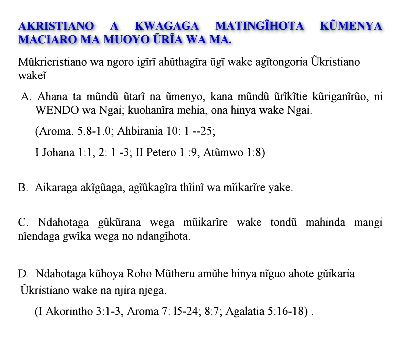 AKRISTIANO A KWAGAGA MATINGĨHOTA KŨMENYA
MACIARO MA MUOYO ŨRĨA WA MA.
Mũkricristiano wa ngoro igĩrĩ ahũthagĩra ũgĩ wake agĩtongoria Ũkristiano
wakeĩ
A. Ahana ta mũndũ ũtarĩ na ũmenyo, kana mũndũ ũrĩkĩtie kũriganĩrũo, ni
WENDO wa Ngai; kuohanĩra mehia, ona hinya wake Ngai.
(Aroma. 5.8-1.0; Ahbirania 10: 1 --25;
I Johana 1:1, 2: 1 -3; II Petero 1 :9, Atũmwo 1:8)
B. Aikaraga akĩgũaga, agĩũkagĩra thĩinĩ wa mĩikarĩre yake.
C. Ndahotaga gũkũrana wega mũikarĩre wake tondũ mahinda mangi
nĩendaga gwĩka wega no ndangĩhota.
D. Ndahotaga kũhoya Roho Mũtheru amũhe hinya nĩguo ahote gũikaria
Ũkristiano wake na njira njega.
(I Akorintho 3:1-3, Aroma 7: l5-24; 8:7; Agalatia 5:16-18) .